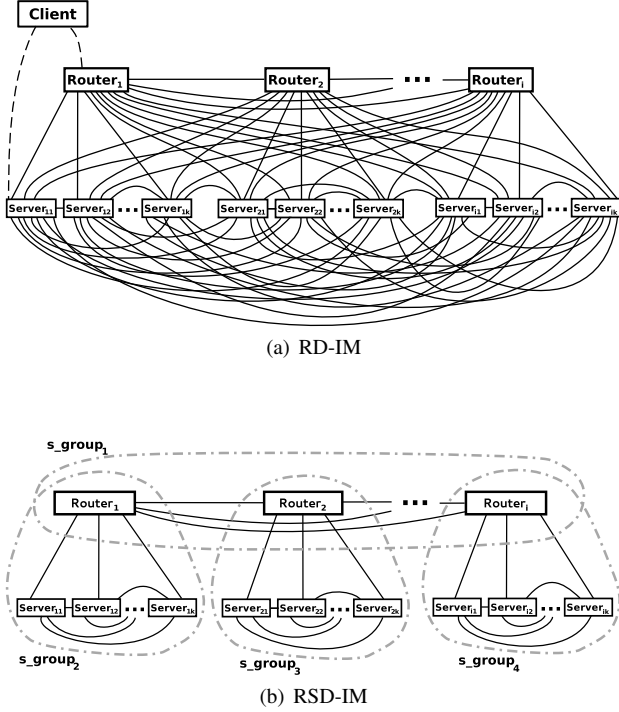 Client
Router₁ Router₂ ... Routerᵢ
Server₁₁ Server₁₂ ... Server₁ₖ Server₂₁ Server₂₂ ... Server₂ₖ Serverᵢ₁ Serverᵢ₂ ... Serverᵢₖ
(a) RD-IM
s_group₁
Router₁ Router₂ ... Routerᵢ
Server₁₁ Server₁₂ ... Server₁ₖ Server₂₁ Server₂₂ ... Server₂ₖ Serverᵢ₁ Serverᵢ₂ ... Serverᵢₖ
s_group₂ s_group₃ s_group₄
(b) RSD-IM